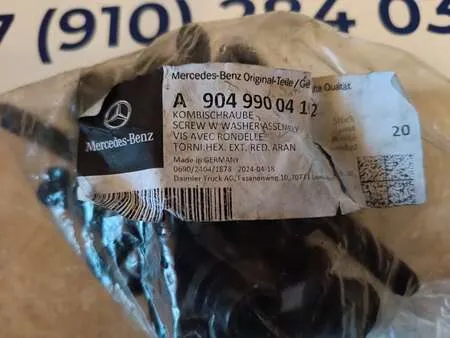 7 (910) 284 03
Mercedes-Benz Original-Teile/Ge
Qualität
A 904 990 04 12
KOMBISCHRAUBE
SCREW W WASHER ASSEMBLY
VIS AVEC RONDELLE
TORNI.HEX. EXT. RED. ARAN
20
Mercedes-Benz
Made in GERMANY
0690/2404/1878 2024-04-18
Daimler Truck AG, Fasanenweg 10, 70771